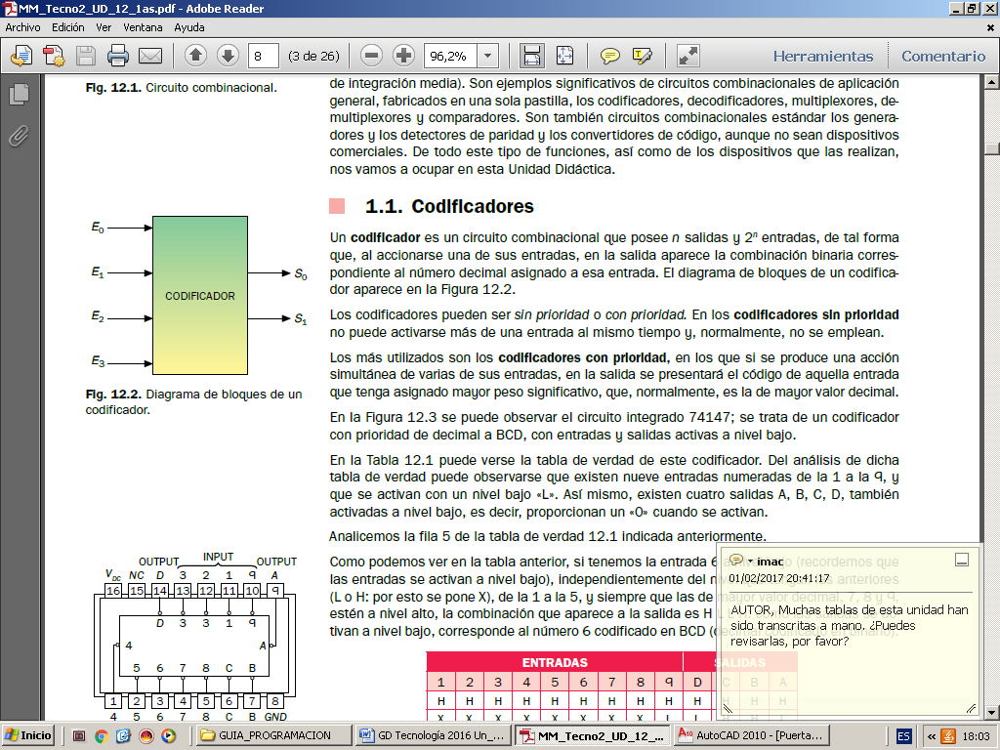 MM_Tecno2_UD_12_1as.pdf - Adobe Reader
Archivo Edición Ver Ventana Ayuda
8 (3 de 26) 96,2% Herramientas Comentario
Fig. 12.1. Circuito combinacional.
de integración media). Son ejemplos significativos de circuitos combinacionales de aplicación
general, fabricados en una sola pastilla, los codificadores, decodificadores, multiplexores, de-
multiplexores y comparadores. Son también circuitos combinacionales estándar los genera-
dores y los detectores de paridad y los convertidores de código, aunque no sean dispositivos
comerciales. De todo este tipo de funciones, así como de los dispositivos que las realizan,
nos vamos a ocupar en esta Unidad Didáctica.
1.1. Codificadores
Un codificador es un circuito combinacional que posee n salidas y 2ⁿ entradas, de tal forma
que, al accionarse una de sus entradas, en la salida aparece la combinación binaria corres-
pondiente al número decimal asignado a esa entrada. El diagrama de bloques de un codifica-
dor aparece en la Figura 12.2.
Los codificadores pueden ser sin prioridad o con prioridad. En los codificadores sin prioridad
no puede activarse más de una entrada al mismo tiempo y, normalmente, no se emplean.
Los más utilizados son los codificadores con prioridad, en los que si se produce una acción
simultánea de varias de sus entradas, en la salida se presentará el código de aquella entrada
que tenga asignado mayor peso significativo, que, normalmente, es la de mayor valor decimal.
En la Figura 12.3 se puede observar el circuito integrado 74147; se trata de un codificador
con prioridad de decimal a BCD, con entradas y salidas activas a nivel bajo.
En la Tabla 12.1 puede verse la tabla de verdad de este codificador. Del análisis de dicha
tabla de verdad puede observarse que existen nueve entradas numeradas de la 1 a la 9, y
que se activan con un nivel bajo «L». Así mismo, existen cuatro salidas A, B, C, D, también
activadas a nivel bajo, es decir, proporcionan un «0» cuando se activan.
Analicemos la fila 5 de la tabla de verdad 12.1 indicada anteriormente.
Como podemos ver en la tabla anterior, si tenemos la entrada 6 a nivel bajo (recordemos que
las entradas se activan a nivel bajo), independientemente del nivel anteriores
(L o H: por esto se pone X), de la 1 a la 5, y siempre que las de mayor valor decimal, 7, 8 y 9,
estén a nivel alto, la combinación que aparece a la salida es H L
tivan a nivel bajo, corresponde al número 6 codificado en BCD (decimal codificado en binario).
E0
E1
E2
E3
CODIFICADOR
S0
S1
Fig. 12.2. Diagrama de bloques de un
codificador.
OUTPUT INPUT OUTPUT
VDC NC D 3 2 1 9 A
16 15 14 13 12 11 10 9
D 3 3 1 9
4 A
5 6 7 8 C B
1 2 3 4 5 6 7 8
4 5 6 7 8 C B GND
ENTRADAS SALIDAS
1 2 3 4 5 6 7 8 9 D C B A
H H H H H H H H H H H H H
X X X X X X X X L L H H
imac
01/02/2017 20:41:17
AUTOR, Muchas tablas de esta unidad han
sido transcritas a mano. ¿Puedes
revisarlas, por favor?
Inicio GUIA_PROGRAMACION GD Tecnología 2016 Un_... MM_Tecno2_UD_12_... AutoCAD 2010 - [Puerta... ES 18:03